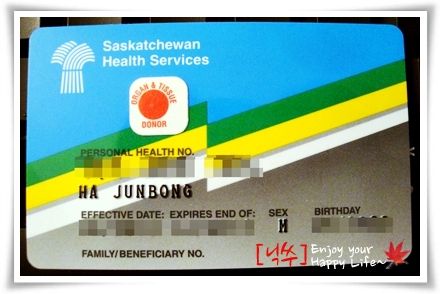 Saskatchewan
Health Services
ORGAN & TISSUE
DONOR
PERSONAL HEALTH NO.
HA JUNBONG
EFFECTIVE DATE: EXPIRES END OF: SEX BIRTHDAY
M
FAMILY/BENEFICIARY NO.
[낙수] Enjoy your
Happy Life~